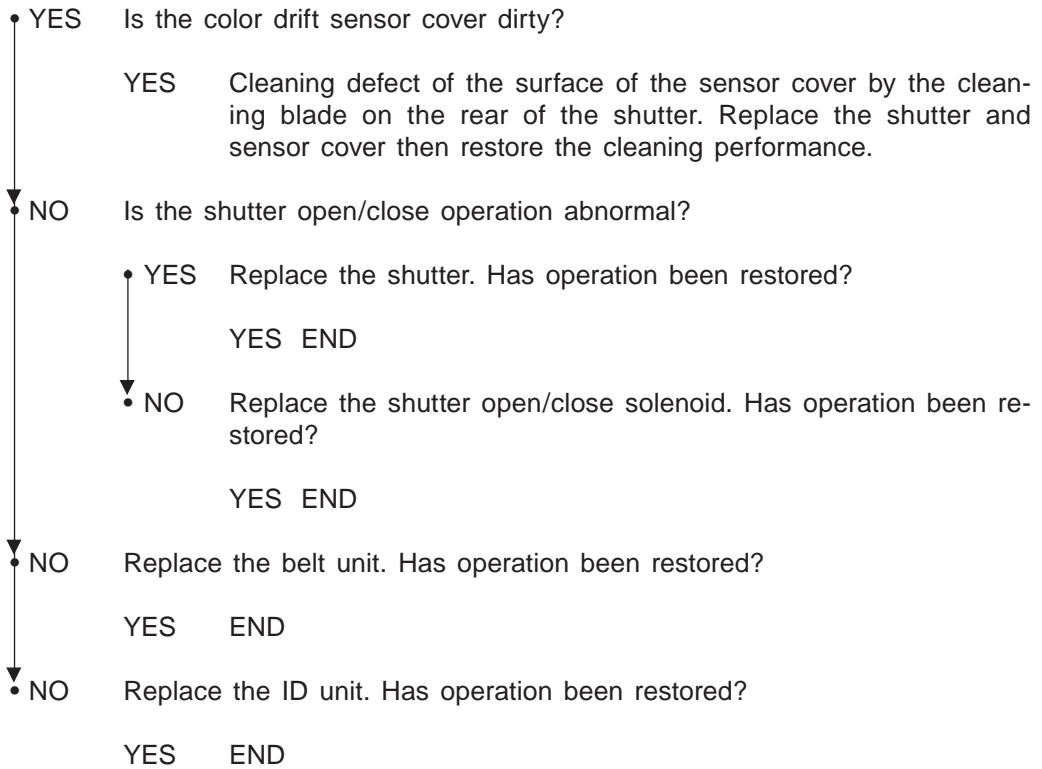 • YES Is the color drift sensor cover dirty?
YES Cleaning defect of the surface of the sensor cover by the clean-
ing blade on the rear of the shutter. Replace the shutter and
sensor cover then restore the cleaning performance.
• NO Is the shutter open/close operation abnormal?
• YES Replace the shutter. Has operation been restored?
YES END
• NO Replace the shutter open/close solenoid. Has operation been re-
stored?
YES END
• NO Replace the belt unit. Has operation been restored?
YES END
• NO Replace the ID unit. Has operation been restored?
YES END